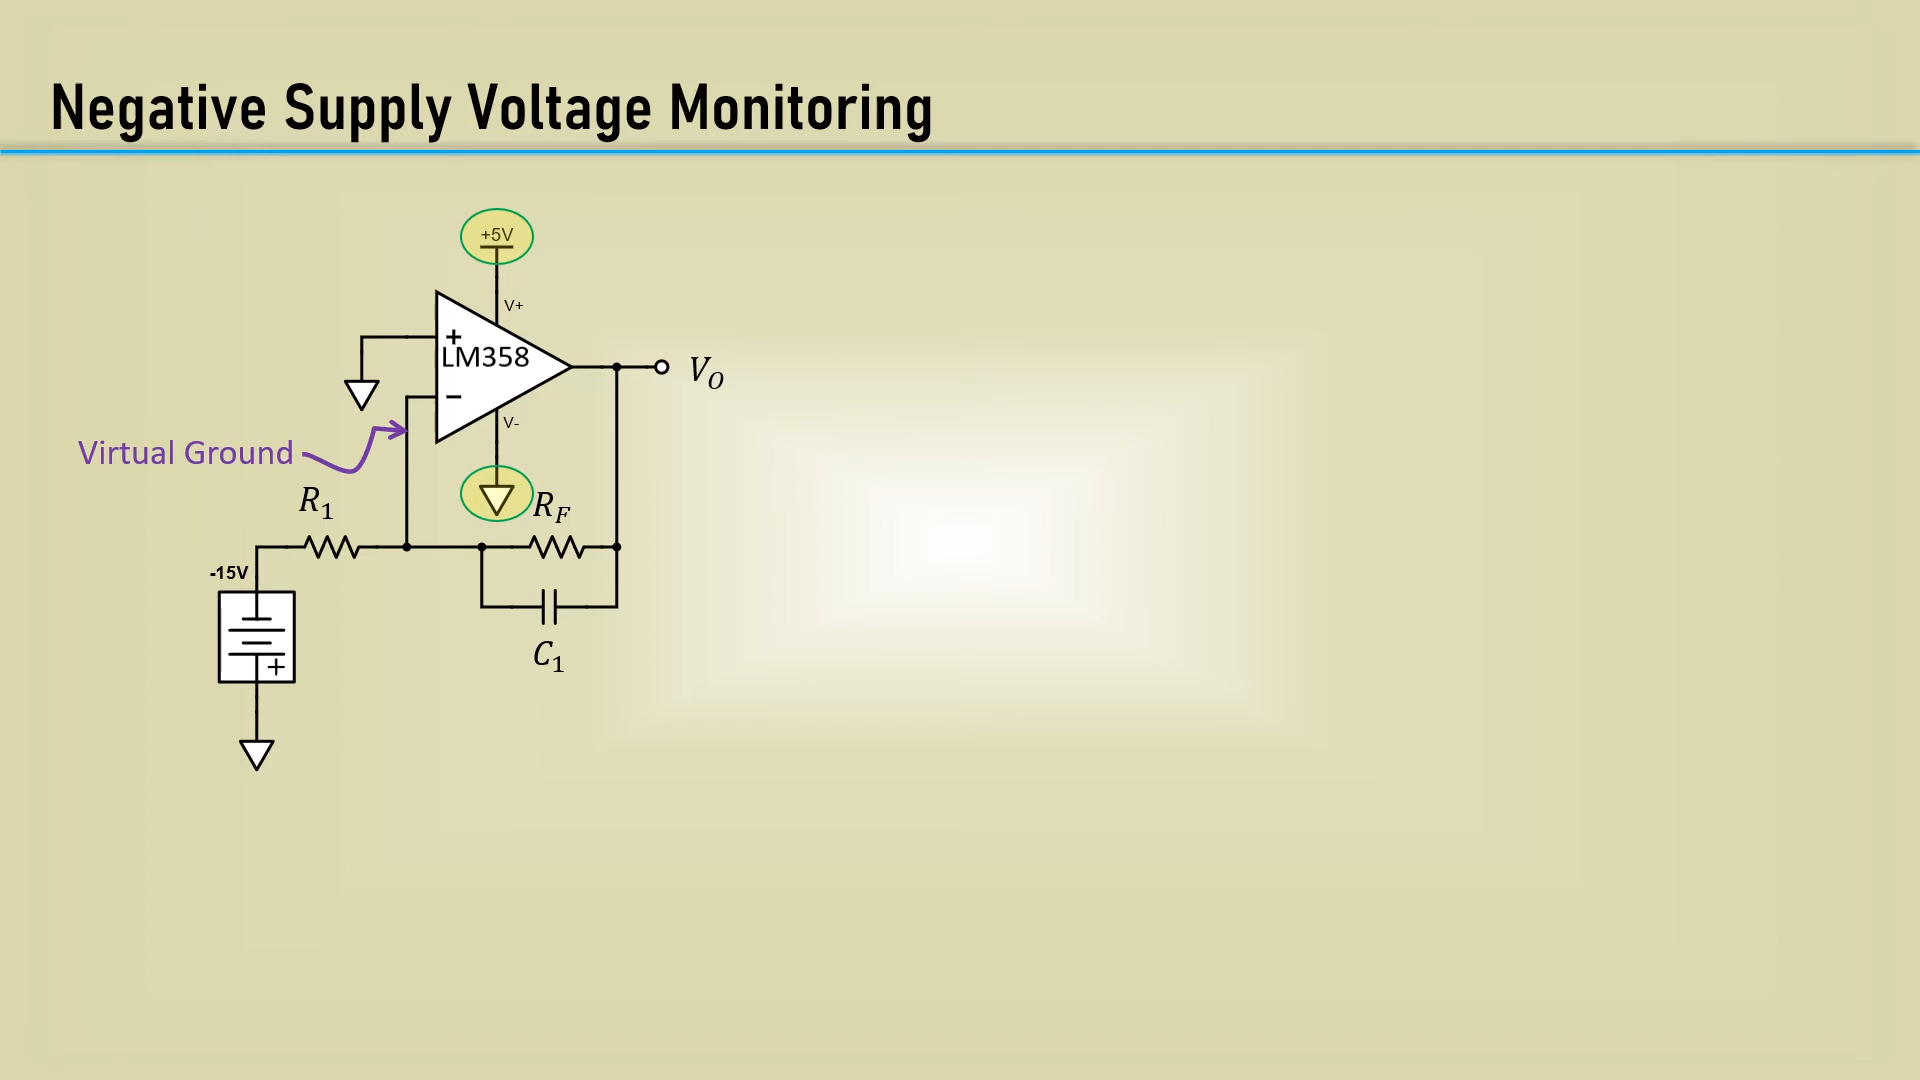 Negative Supply Voltage Monitoring
+5V
V+
+
LM358
V_O
−
V-
Virtual Ground
R_1
R_F
-15V
+
C_1